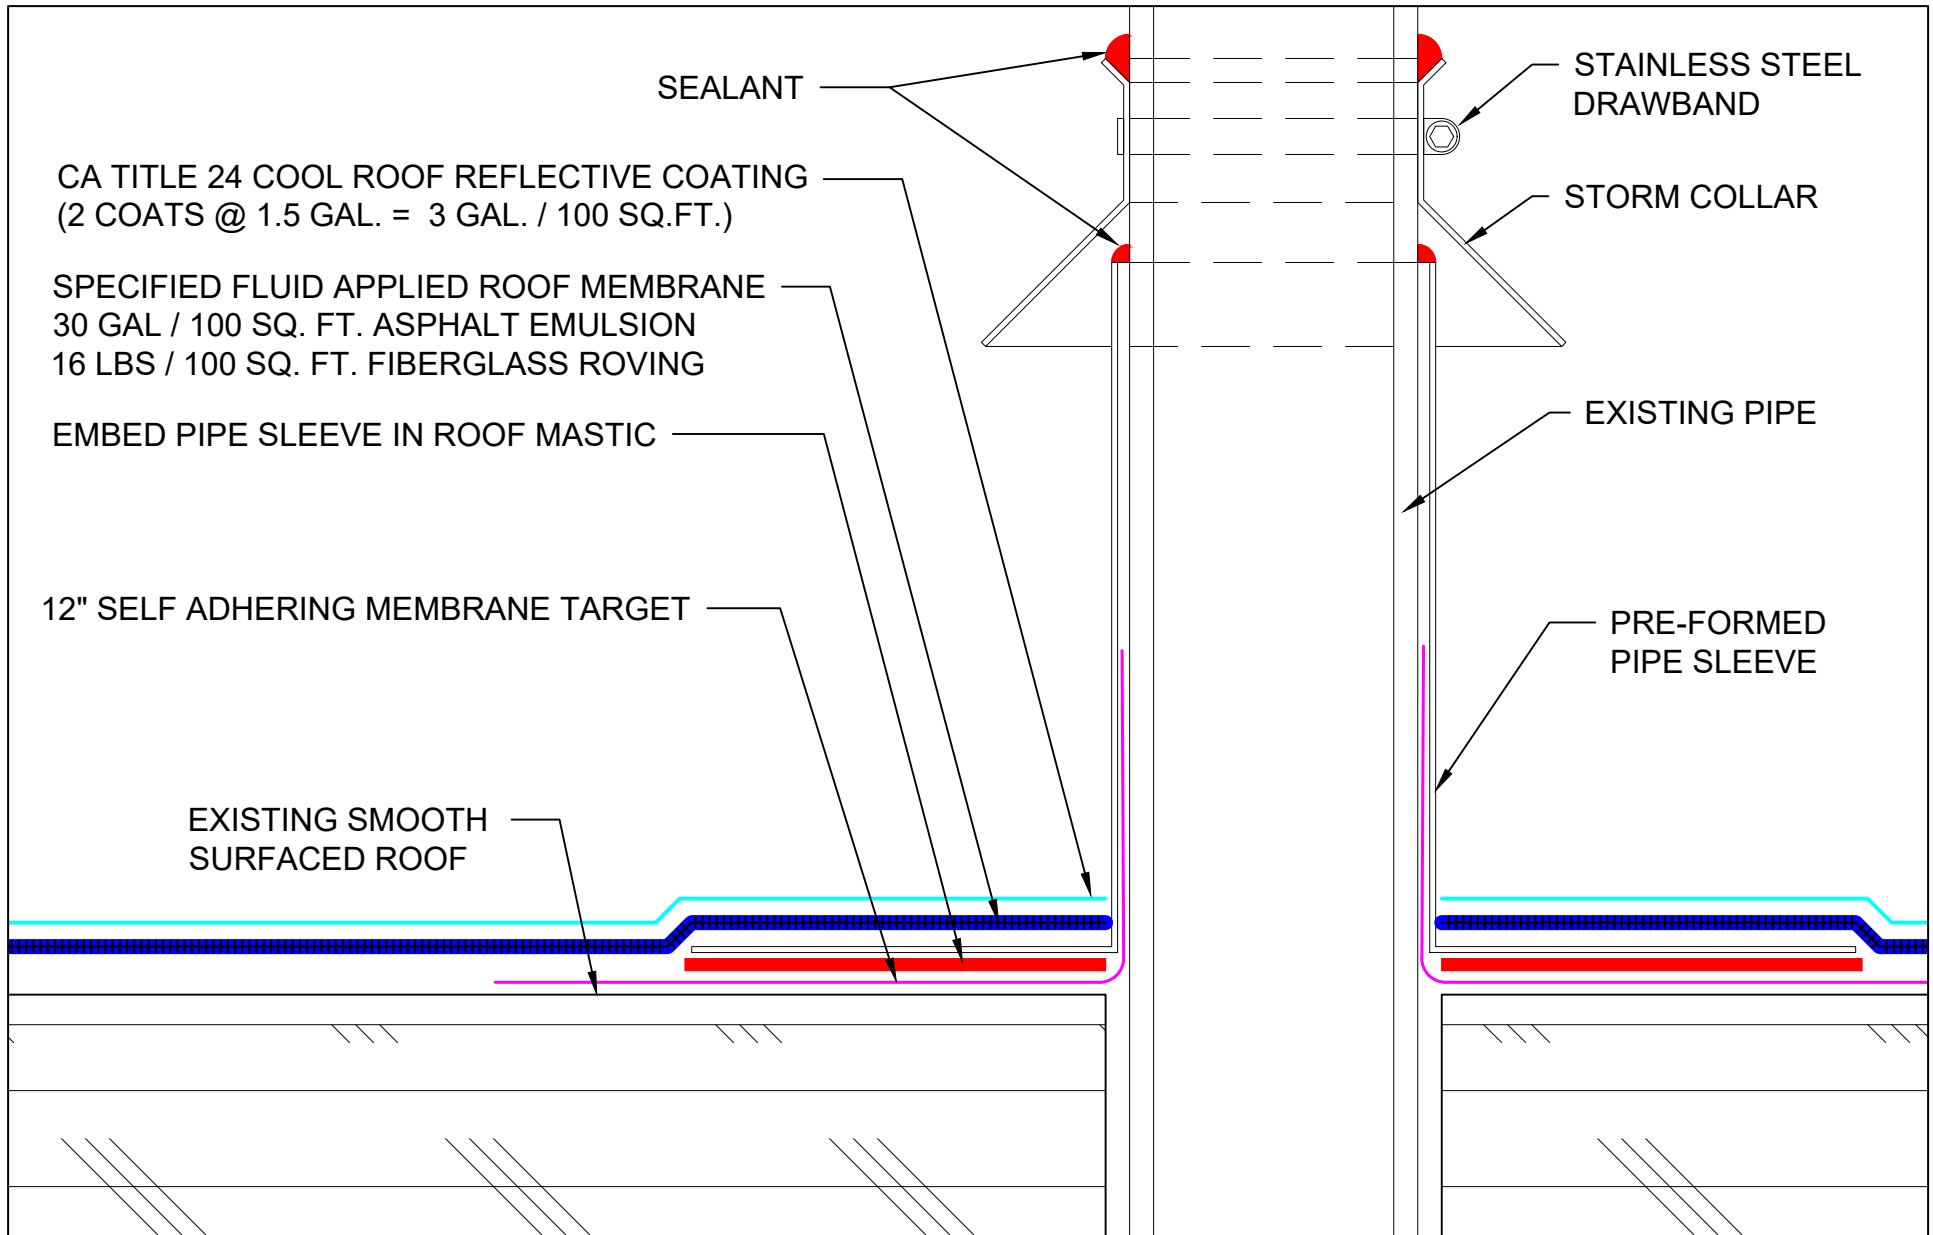 SEALANT
STAINLESS STEEL
DRAWBAND
CA TITLE 24 COOL ROOF REFLECTIVE COATING
(2 COATS @ 1.5 GAL. = 3 GAL. / 100 SQ.FT.)
STORM COLLAR
SPECIFIED FLUID APPLIED ROOF MEMBRANE
30 GAL / 100 SQ. FT. ASPHALT EMULSION
16 LBS / 100 SQ. FT. FIBERGLASS ROVING
EXISTING PIPE
EMBED PIPE SLEEVE IN ROOF MASTIC
12" SELF ADHERING MEMBRANE TARGET
PRE-FORMED
PIPE SLEEVE
EXISTING SMOOTH
SURFACED ROOF